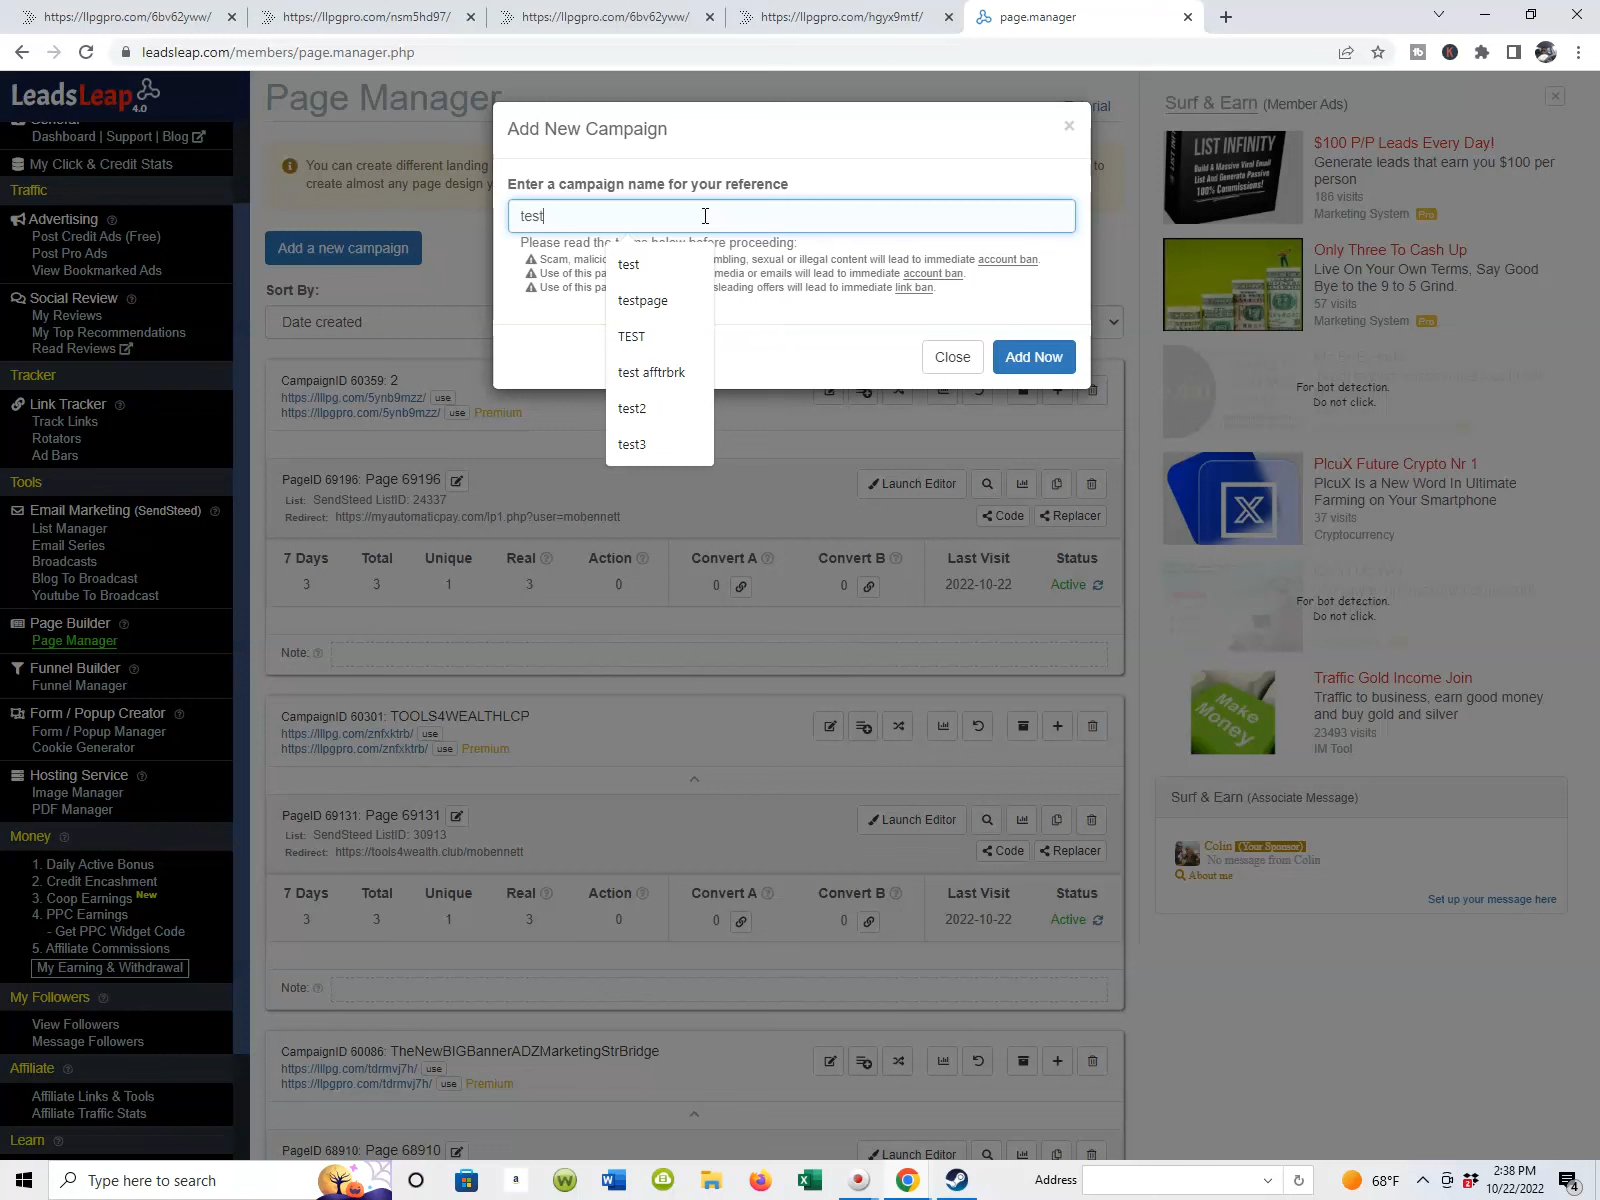 https://llpgpro.com/6bv62yww/
https://llpgpro.com/nsm5hd97/
https://llpgpro.com/6bv62yww/
https://llpgpro.com/hgyx9mtf/
page.manager
leadsleap.com/members/page.manager.php
LeadsLeap 4.0
General
Dashboard | Support | Blog
My Click & Credit Stats
Traffic
Advertising
Post Credit Ads (Free)
Post Pro Ads
View Bookmarked Ads
Social Review
My Reviews
My Top Recommendations
Read Reviews
Tracker
Link Tracker
Track Links
Rotators
Ad Bars
Tools
Email Marketing (SendSteed)
List Manager
Email Series
Broadcasts
Blog To Broadcast
Youtube To Broadcast
Page Builder
Page Manager
Funnel Builder
Funnel Manager
Form / Popup Creator
Form / Popup Manager
Cookie Generator
Hosting Service
Image Manager
PDF Manager
Money
1. Daily Active Bonus
2. Credit Encashment
3. Coop Earnings New
4. PPC Earnings
- Get PPC Widget Code
5. Affiliate Commissions
My Earning & Withdrawal
My Followers
View Followers
Message Followers
Affiliate
Affiliate Links & Tools
Affiliate Traffic Stats
Learn
Page Manager
You can create different landing
to
create almost any page design
Add a new campaign
Sort By:
Date created
Add New Campaign
Enter a campaign name for your reference
test
Please read the
below before proceeding:
Scam,
sexual or illegal content will lead to immediate account ban.
Use of this
media or emails will lead to immediate account ban.
Use of this
offers will lead to immediate link ban.
test
testpage
TEST
test afftrbrk
test2
test3
Close
Add Now
CampaignID 60359: 2
https://lllpg.com/5ynb9mzz/ use
https://llpgpro.com/5ynb9mzz/ use Premium
PageID 69196: Page 69196
List: SendSteed ListID: 24337
Redirect: https://myautomaticpay.com/lp1.php?user=mobennett
Launch Editor
Code
Replacer
7 Days Total Unique Real Action Convert A Convert B Last Visit Status
3 3 1 3 0 0 0 2022-10-22 Active
Note:
CampaignID 60301: TOOLS4WEALTHLCP
https://lllpg.com/znfxktrb/ use
https://llpgpro.com/znfxktrb/ use Premium
PageID 69131: Page 69131
List: SendSteed ListID: 30913
Redirect: https://tools4wealth.club/mobennett
Launch Editor
Code
Replacer
7 Days Total Unique Real Action Convert A Convert B Last Visit Status
3 3 1 3 0 0 0 2022-10-22 Active
Note:
CampaignID 60086: TheNewBIGBannerADZMarketingStrBridge
https://lllpg.com/tdrmvj7h/ use
https://llpgpro.com/tdrmvj7h/ use Premium
PageID 68910: Page 68910
Launch Editor
Surf & Earn (Member Ads)
LIST INFINITY
Build & Massive Viral Email
List And Generate Passive
100% Commissions!
$100 P/P Leads Every Day!
Generate leads that earn you $100 per
person
186 visits
Marketing System Pro
Only Three To Cash Up
Live On Your Own Terms, Say Good
Bye to the 9 to 5 Grind.
57 visits
Marketing System Pro
For bot detection.
Do not click.
PlcuX Future Crypto Nr 1
PlcuX Is a New Word In Ultimate
Farming on Your Smartphone
37 visits
Cryptocurrency
For bot detection.
Do not click.
Make Money
Traffic Gold Income Join
Traffic to business, earn good money
and buy gold and silver
23493 visits
IM Tool
Surf & Earn (Associate Message)
Colin (Your Sponsor)
No message from Colin
About me
Set up your message here
Type here to search
Address
68°F
2:38 PM
10/22/2022
4